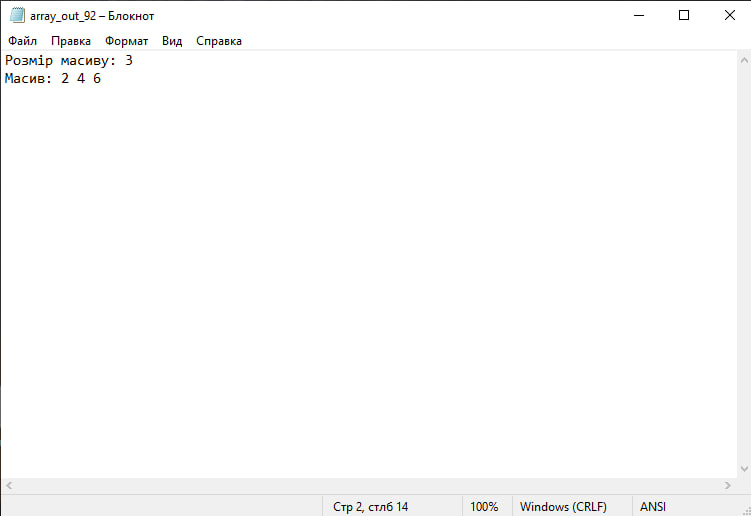 array_out_92 – Блокнот
Файл Правка Формат Вид Справка
Розмір масиву: 3
Масив: 2 4 6
Стр 2, стлб 14 100% Windows (CRLF) ANSI